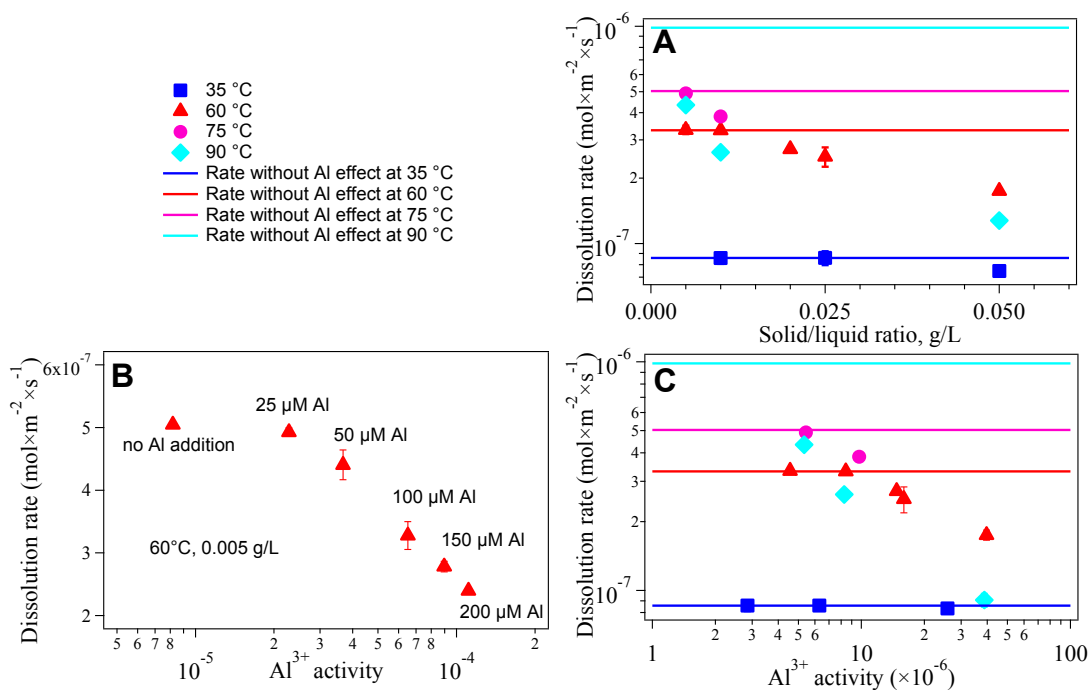 35 °C
60 °C
75 °C
90 °C
Rate without Al effect at 35 °C
Rate without Al effect at 60 °C
Rate without Al effect at 75 °C
Rate without Al effect at 90 °C
A
Dissolution rate (mol×m⁻²×s⁻¹)
10⁻⁶
5
4
3
2
10⁻⁷
0.000
0.025
0.050
Solid/liquid ratio, g/L
B
Dissolution rate (mol×m⁻²×s⁻¹)
6x10⁻⁷
5
4
3
2
no Al addition
25 µM Al
50 µM Al
100 µM Al
150 µM Al
200 µM Al
60°C, 0.005 g/L
5
6
7
8
10⁻⁵
2
3
4
5
6
7
8
10⁻⁴
2
Al³⁺ activity
C
Dissolution rate (mol×m⁻²×s⁻¹)
10⁻⁶
5
4
3
2
10⁻⁷
1
2
3
4
5
6
7
8
10
2
3
4
5
6
7
8
100
Al³⁺ activity (×10⁻⁶)